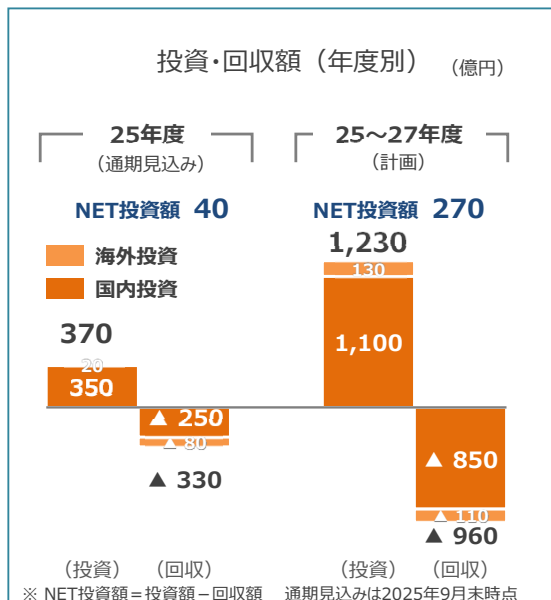 投資・回収額（年度別） （億円）
25年度
（通期見込み）
25～27年度
（計画）
NET投資額 40
NET投資額 270
海外投資
国内投資
370
20
350
▲ 250
▲ 80
▲ 330
1,230
130
1,100
▲ 850
▲ 110
▲ 960
（投資） （回収） （投資） （回収）
※ NET投資額＝投資額－回収額 通期見込みは2025年9月末時点